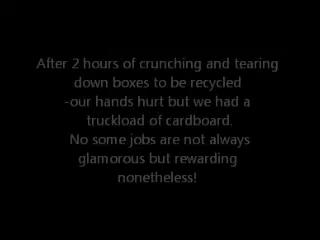 After 2 hours of crunching and tearing
down boxes to be recycled
-our hands hurt but we had a
truckload of cardboard.
No some jobs are not always
glamorous but rewarding
nonetheless!